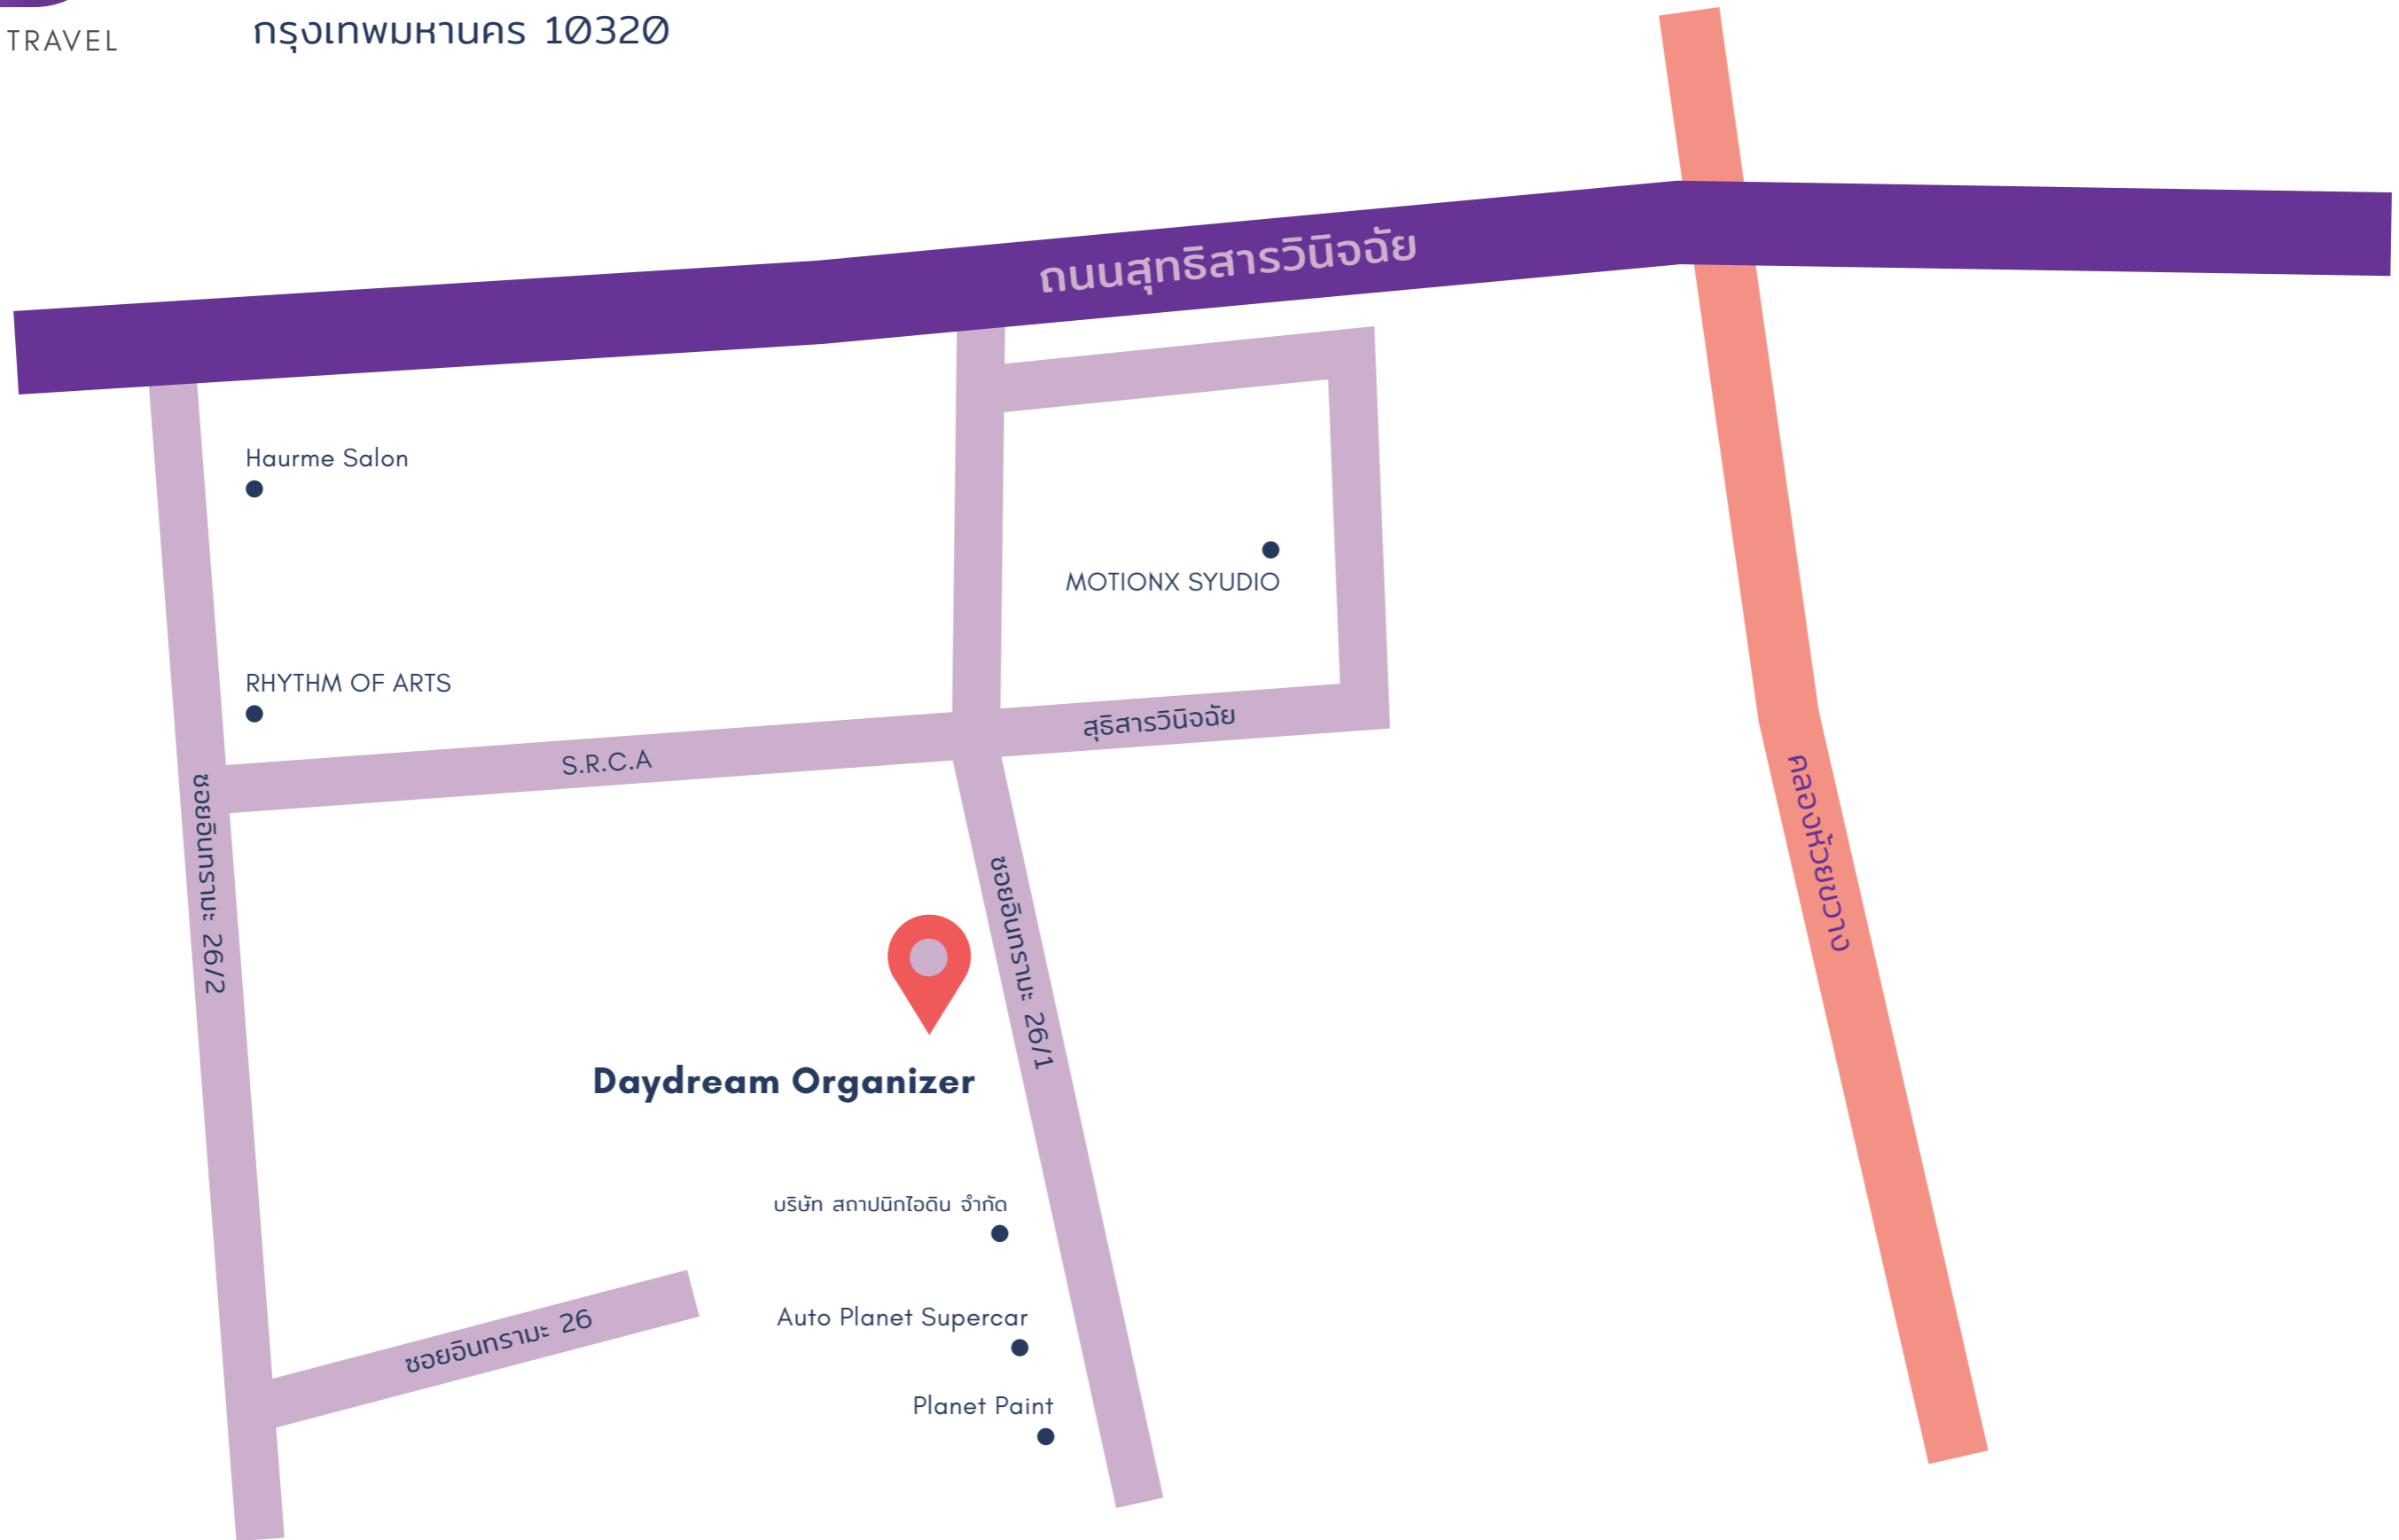 TRAVEL
กรุงเทพมหานคร 10320
ถนนสุทธิสารวินิจฉัย
Haurme Salon
MOTIONX SYUDIO
RHYTHM OF ARTS
สุธิสารวินิจฉัย
S.R.C.A
ซอยอินทรามะ 26/2
คลองห้วยขวาง
ซอยอินทรามะ 26/1
Daydream Organizer
บริษัท สถาปนิกไอดิน จำกัด
Auto Planet Supercar
ซอยอินทรามะ 26
Planet Paint